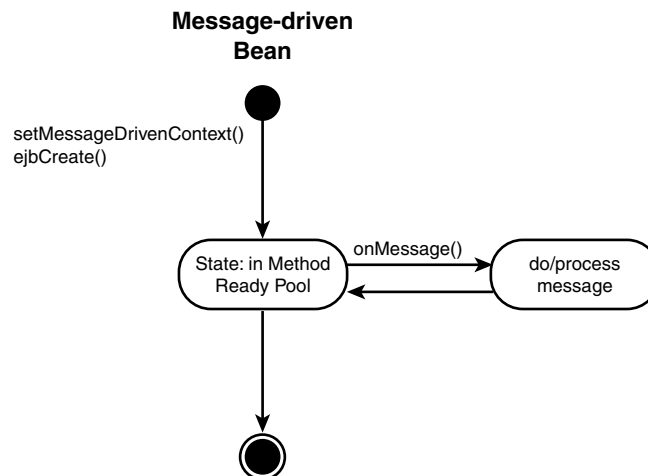 Message-driven
Bean
setMessageDrivenContext()
ejbCreate()
onMessage()
State: in Method
Ready Pool
do/process
message